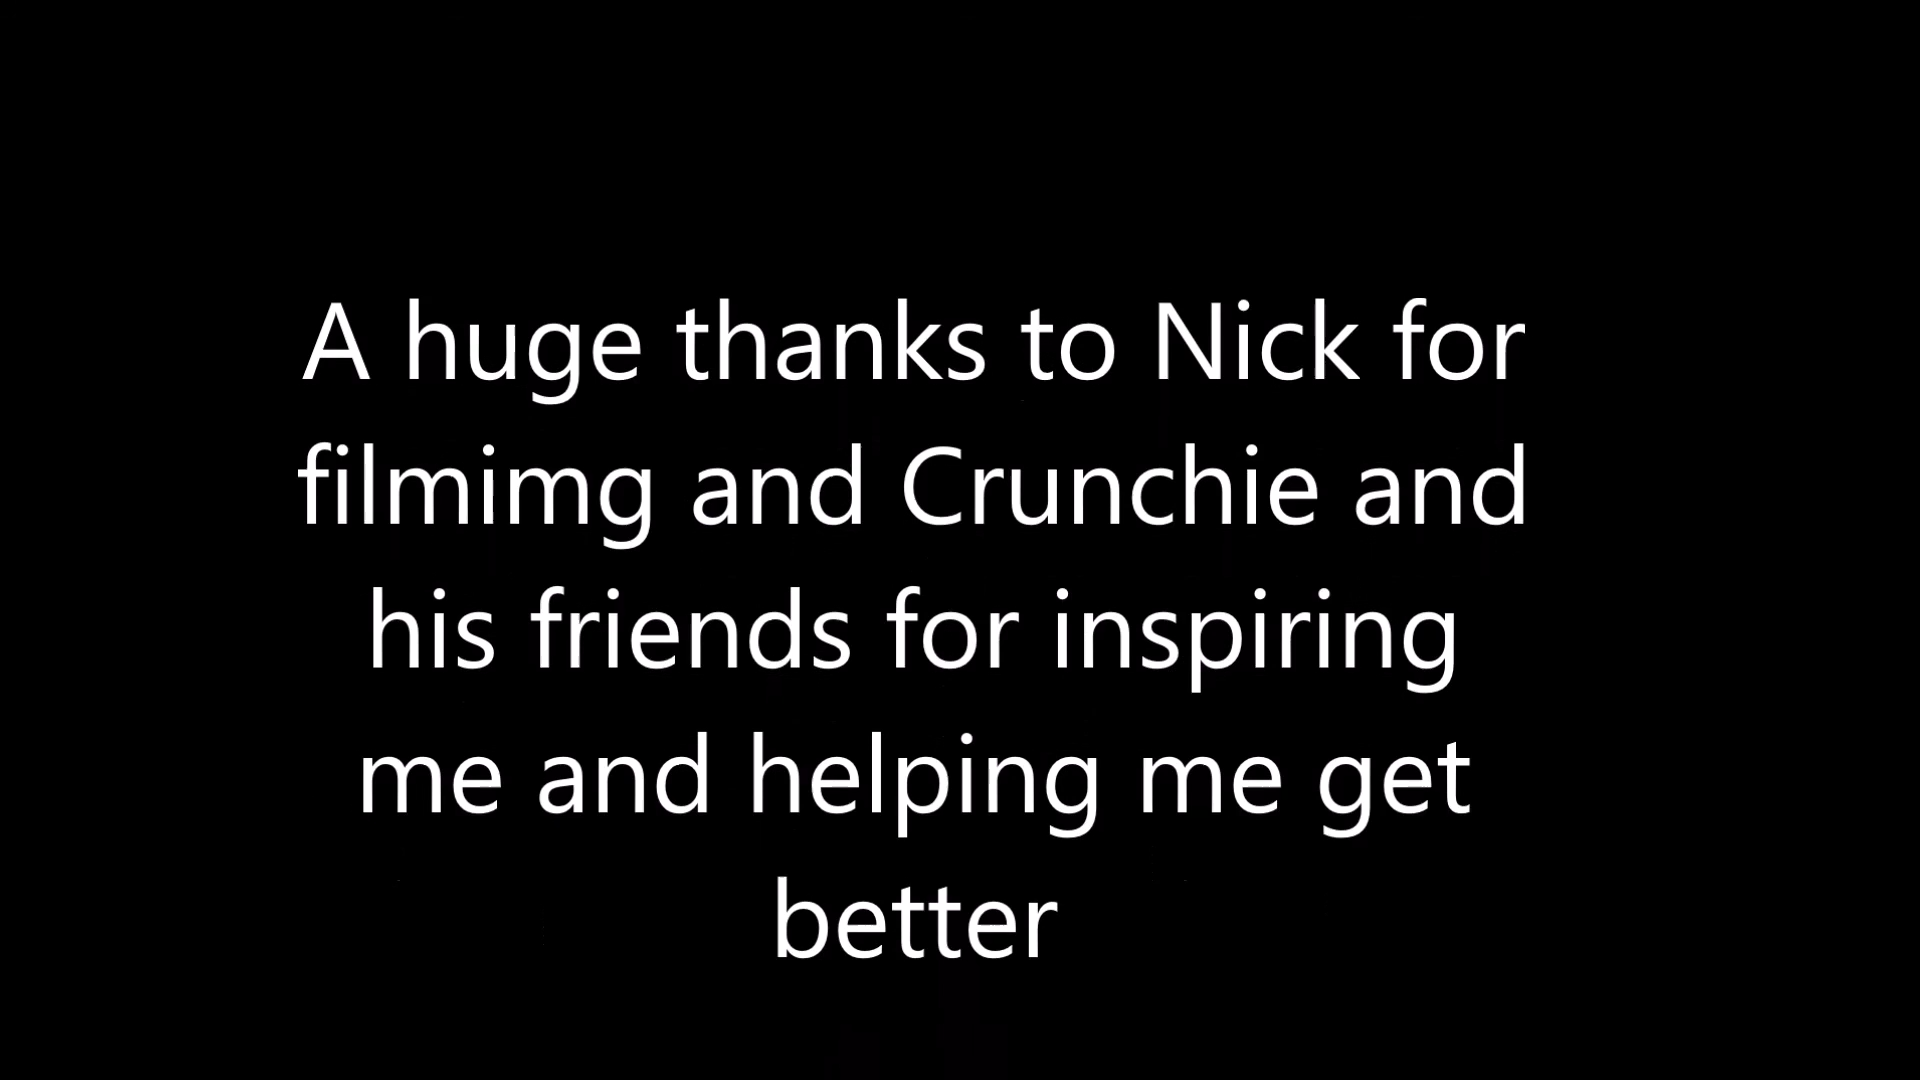 A huge thanks to Nick for
filmimg and Crunchie and
his friends for inspiring
me and helping me get
better